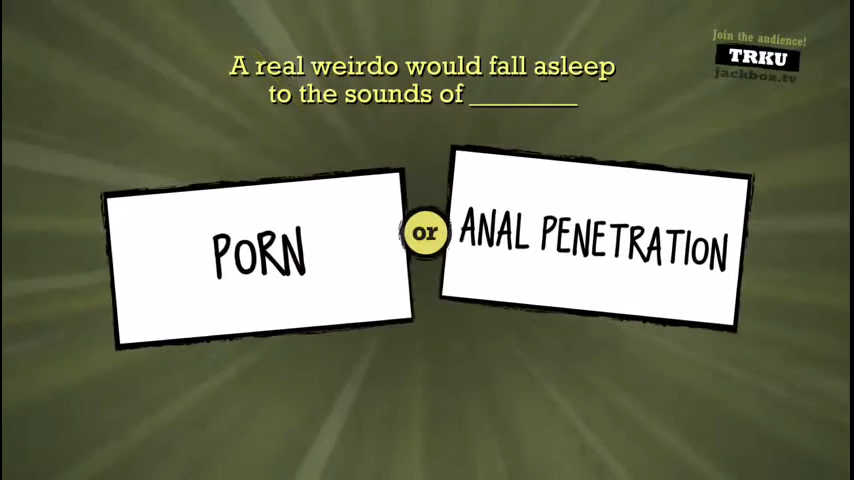 Join the audience!
TRKU
jackbox.tv
A real weirdo would fall asleep
to the sounds of ________
PORN
or
ANAL PENETRATION